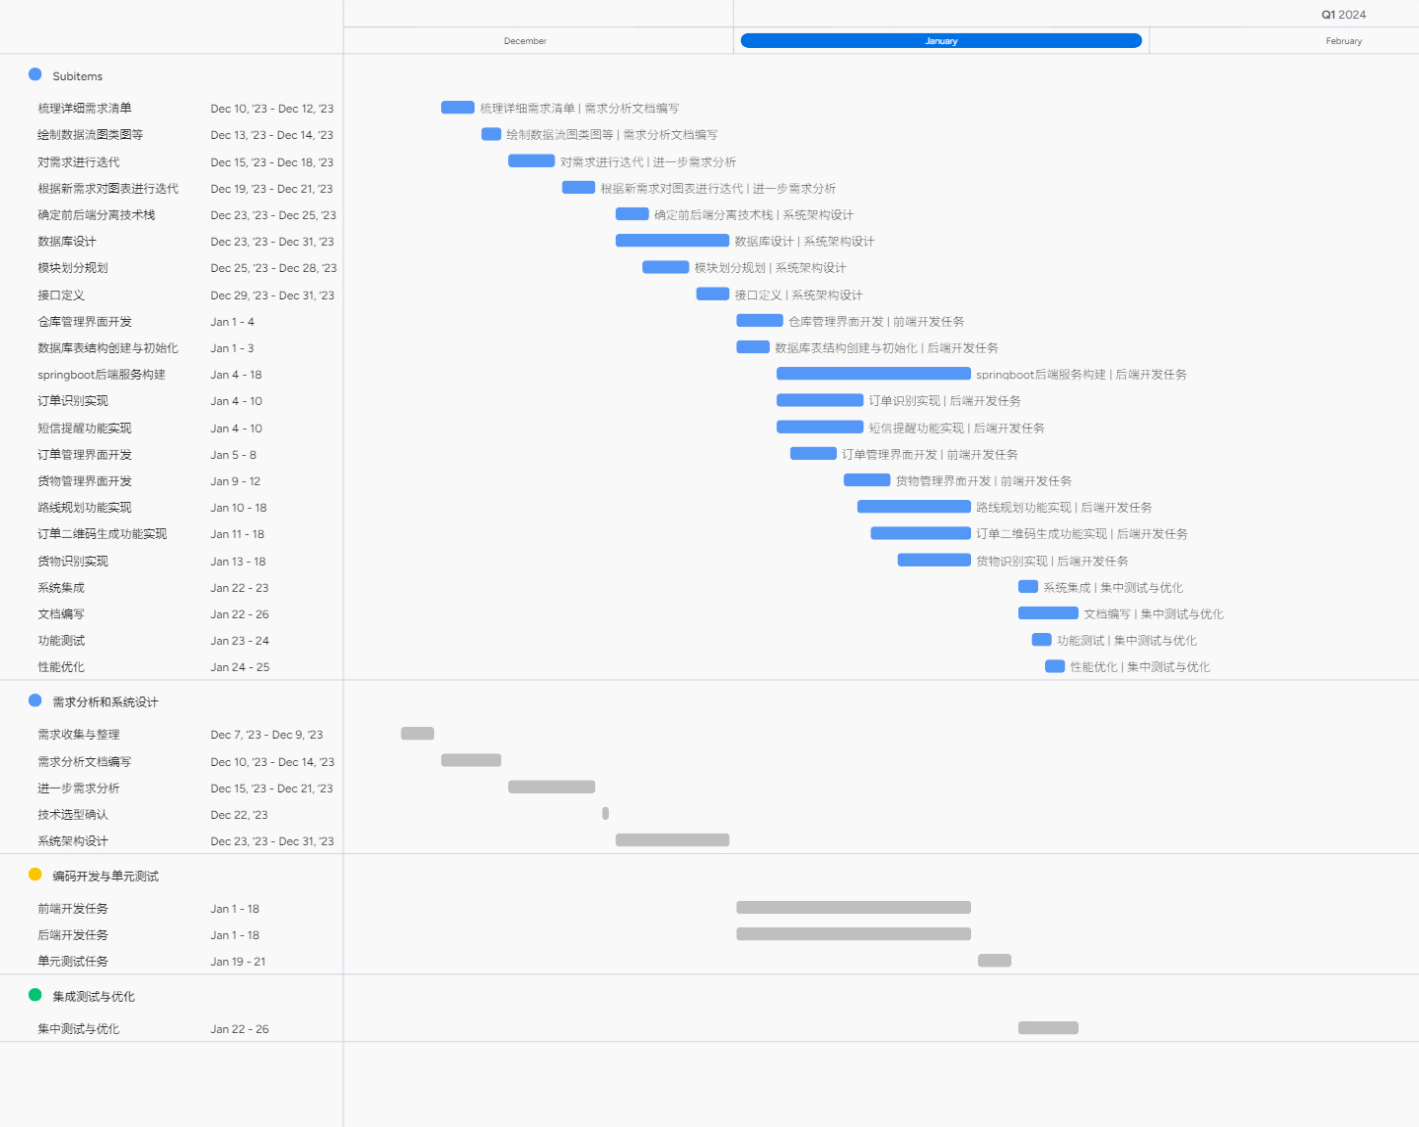 Q1 2024
December January February
Subitems
梳理详细需求清单 Dec 10, '23 - Dec 12, '23 梳理详细需求清单 | 需求分析文档编写
绘制数据流图类图等 Dec 13, '23 - Dec 14, '23 绘制数据流图类图等 | 需求分析文档编写
对需求进行迭代 Dec 15, '23 - Dec 18, '23 对需求进行迭代 | 进一步需求分析
根据新需求对图表进行迭代 Dec 19, '23 - Dec 21, '23 根据新需求对图表进行迭代 | 进一步需求分析
确定前后端分离技术栈 Dec 23, '23 - Dec 25, '23 确定前后端分离技术栈 | 系统架构设计
数据库设计 Dec 23, '23 - Dec 31, '23 数据库设计 | 系统架构设计
模块划分规划 Dec 25, '23 - Dec 28, '23 模块划分规划 | 系统架构设计
接口定义 Dec 29, '23 - Dec 31, '23 接口定义 | 系统架构设计
仓库管理界面开发 Jan 1 - 4 仓库管理界面开发 | 前端开发任务
数据库表结构创建与初始化 Jan 1 - 3 数据库表结构创建与初始化 | 后端开发任务
springboot后端服务构建 Jan 4 - 18 springboot后端服务构建 | 后端开发任务
订单识别实现 Jan 4 - 10 订单识别实现 | 后端开发任务
短信提醒功能实现 Jan 4 - 10 短信提醒功能实现 | 后端开发任务
订单管理界面开发 Jan 5 - 8 订单管理界面开发 | 前端开发任务
货物管理界面开发 Jan 9 - 12 货物管理界面开发 | 前端开发任务
路线规划功能实现 Jan 10 - 18 路线规划功能实现 | 后端开发任务
订单二维码生成功能实现 Jan 11 - 18 订单二维码生成功能实现 | 后端开发任务
货物识别实现 Jan 13 - 18 货物识别实现 | 后端开发任务
系统集成 Jan 22 - 23 系统集成 | 集中测试与优化
文档编写 Jan 22 - 26 文档编写 | 集中测试与优化
功能测试 Jan 23 - 24 功能测试 | 集中测试与优化
性能优化 Jan 24 - 25 性能优化 | 集中测试与优化
需求分析和系统设计
需求收集与整理 Dec 7, '23 - Dec 9, '23
需求分析文档编写 Dec 10, '23 - Dec 14, '23
进一步需求分析 Dec 15, '23 - Dec 21, '23
技术选型确认 Dec 22, '23
系统架构设计 Dec 23, '23 - Dec 31, '23
编码开发与单元测试
前端开发任务 Jan 1 - 18
后端开发任务 Jan 1 - 18
单元测试任务 Jan 19 - 21
集成测试与优化
集中测试与优化 Jan 22 - 26